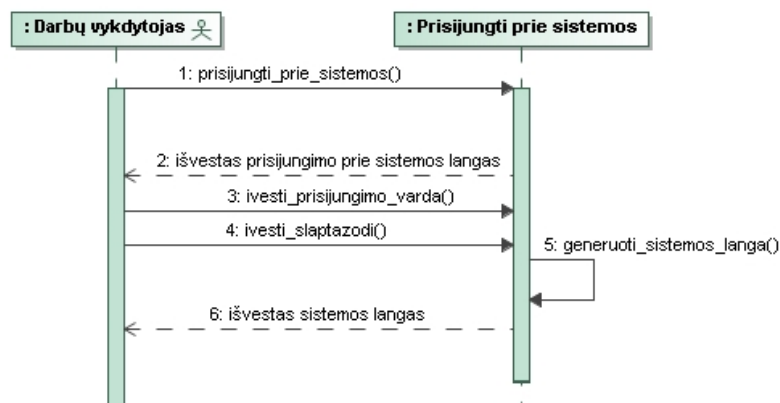 : Darbų vykdytojas
: Prisijungti prie sistemos
1: prisijungti_prie_sistemos()
2: išvestas prisijungimo prie sistemos langas
3: ivesti_prisijungimo_varda()
4: ivesti_slaptazodi()
5: generuoti_sistemos_langa()
6: išvestas sistemos langas